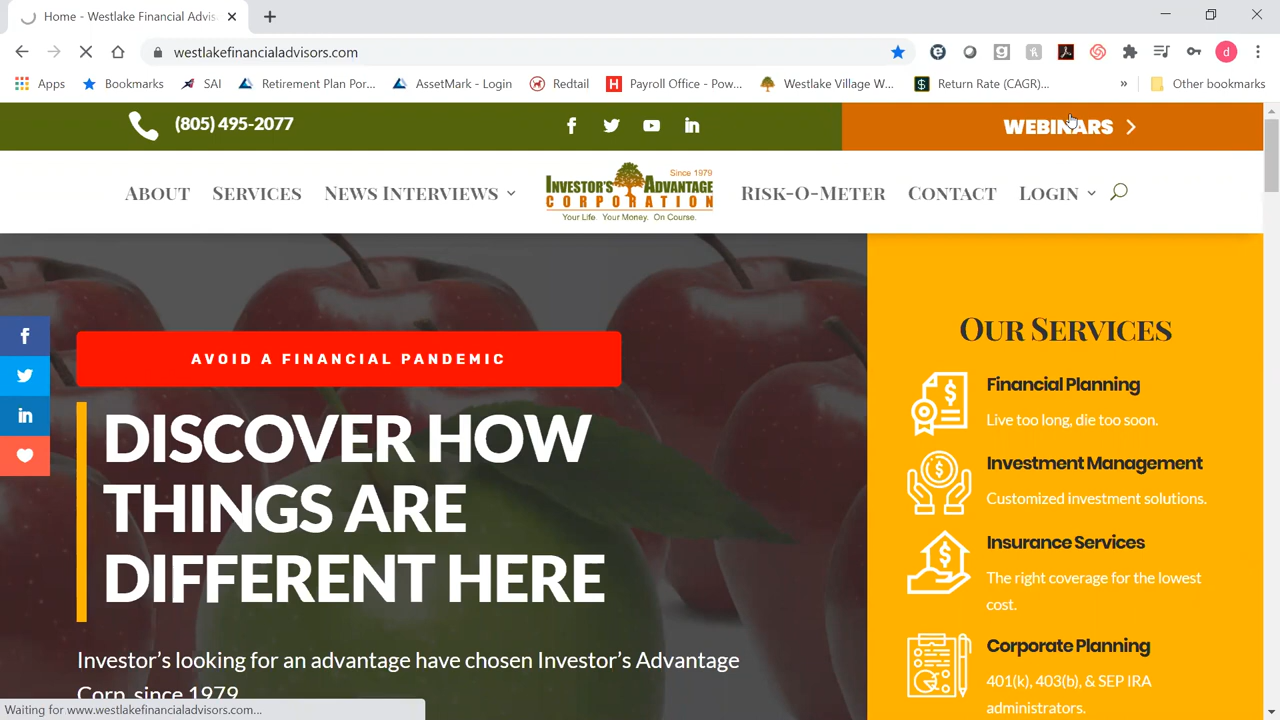 Home - Westlake Financial Advis
westlakefinancialadvisors.com
d
Apps
Bookmarks
SAI
Retirement Plan Por...
AssetMark - Login
Redtail
Payroll Office - Pow...
Westlake Village W...
Return Rate (CAGR)...
»
Other bookmarks
(805) 495-2077
WEBINARS
ABOUT
SERVICES
NEWS INTERVIEWS
Since 1979
INVESTOR'S ADVANTAGE
CORPORATION
Your Life. Your Money. On Course.
RISK-O-METER
CONTACT
LOGIN
AVOID A FINANCIAL PANDEMIC
DISCOVER HOW
THINGS ARE
DIFFERENT HERE
Investor's looking for an advantage have chosen Investor's Advantage
Corp. since 1979
OUR SERVICES
Financial Planning
Live too long, die too soon.
Investment Management
Customized investment solutions.
Insurance Services
The right coverage for the lowest
cost.
Corporate Planning
401(k), 403(b), & SEP IRA
administrators.
Waiting for www.westlakefinancialadvisors.com...